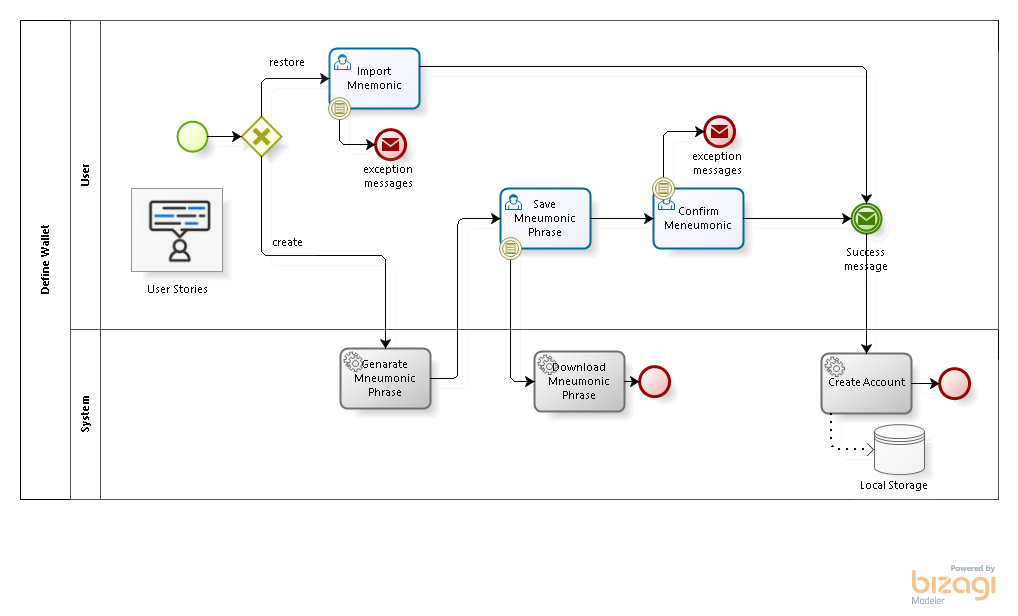 Define Wallet
User
System
restore
Import
Mnemonic
exception
messages
create
User Stories
Save
Mneumonic
Phrase
exception
messages
Confirm
Meneumonic
Success
message
Genarate
Mneumonic
Phrase
Download
Mneumonic
Phrase
Create Account
Local Storage
Powered by
bizagi
Modeler